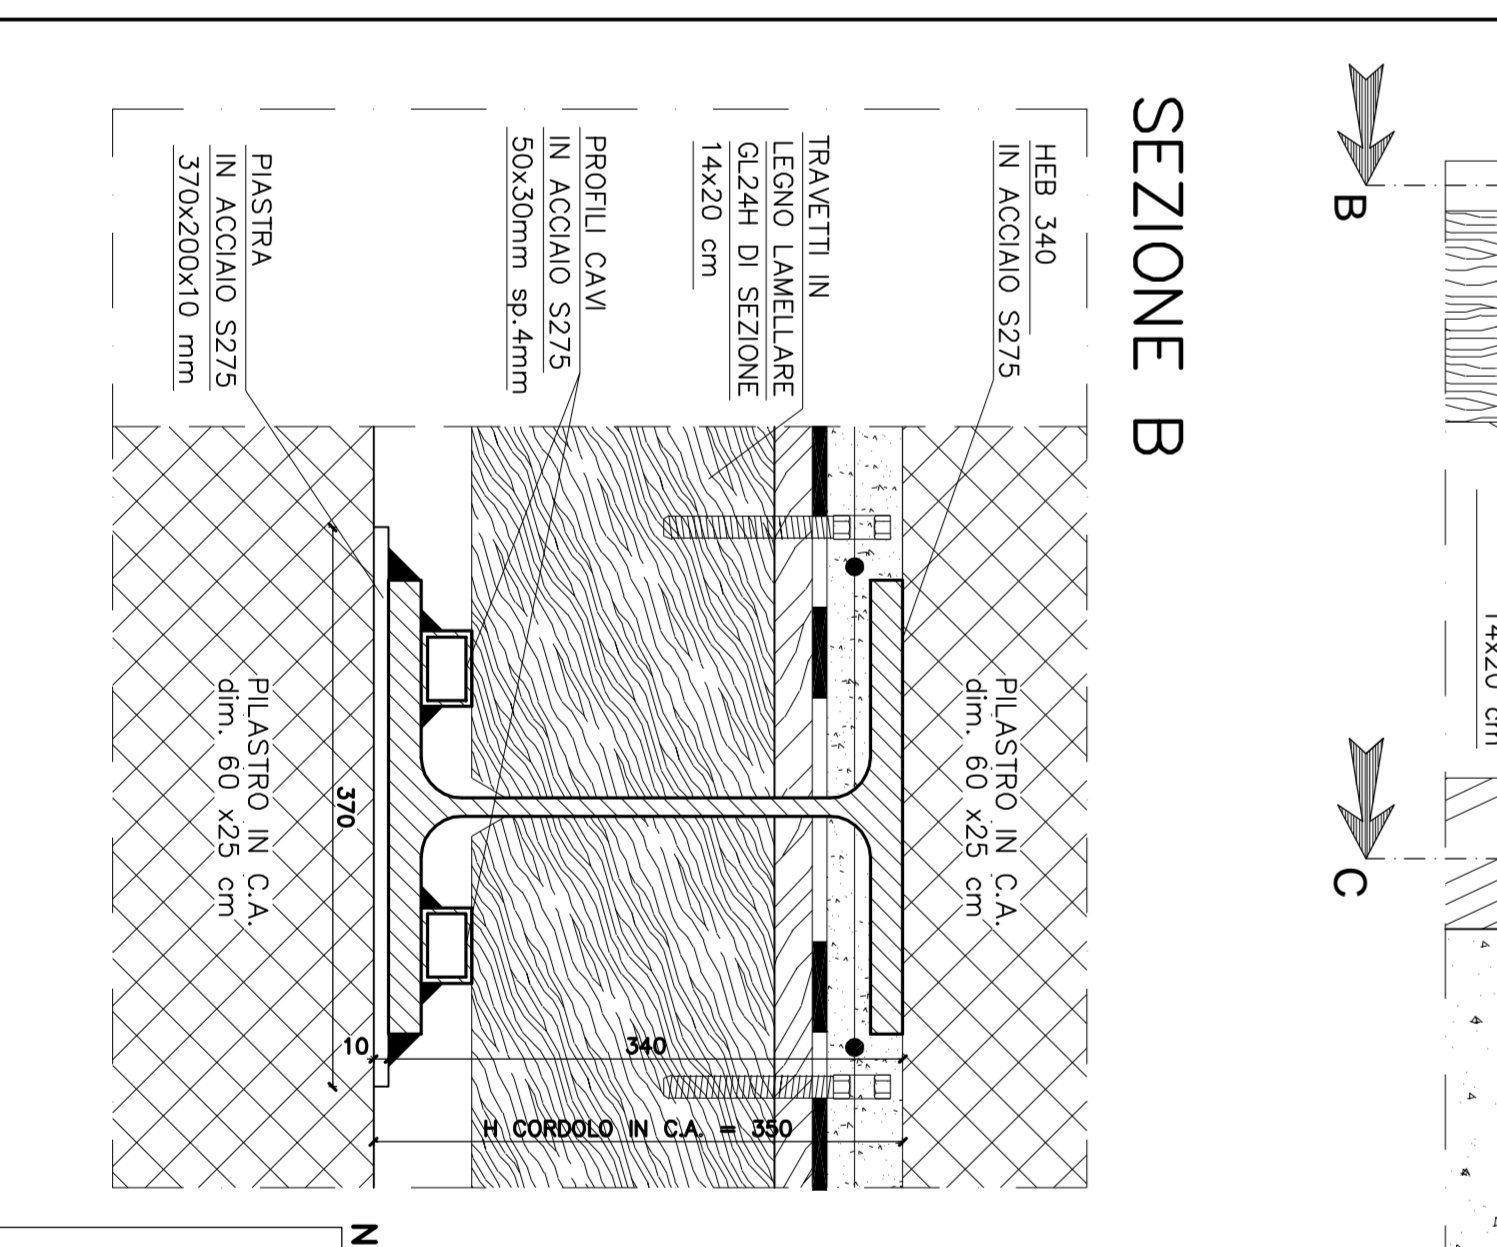 SEZIONE B
B
C
14x20 cm
HEB 340
IN ACCIAIO S275
TRAVETTI IN
LEGNO LAMELLARE
GL24H DI SEZIONE
14x20 cm
PROFILI CAVI
IN ACCIAIO S275
50x30mm sp.4mm
PIASTRA
IN ACCIAIO S275
370x200x10 mm
PILASTRO IN C.A.
dim. 60 x25 cm
PILASTRO IN C.A.
dim. 60 x25 cm
370
10
340
H CORDOLO IN C.A. = 350
N